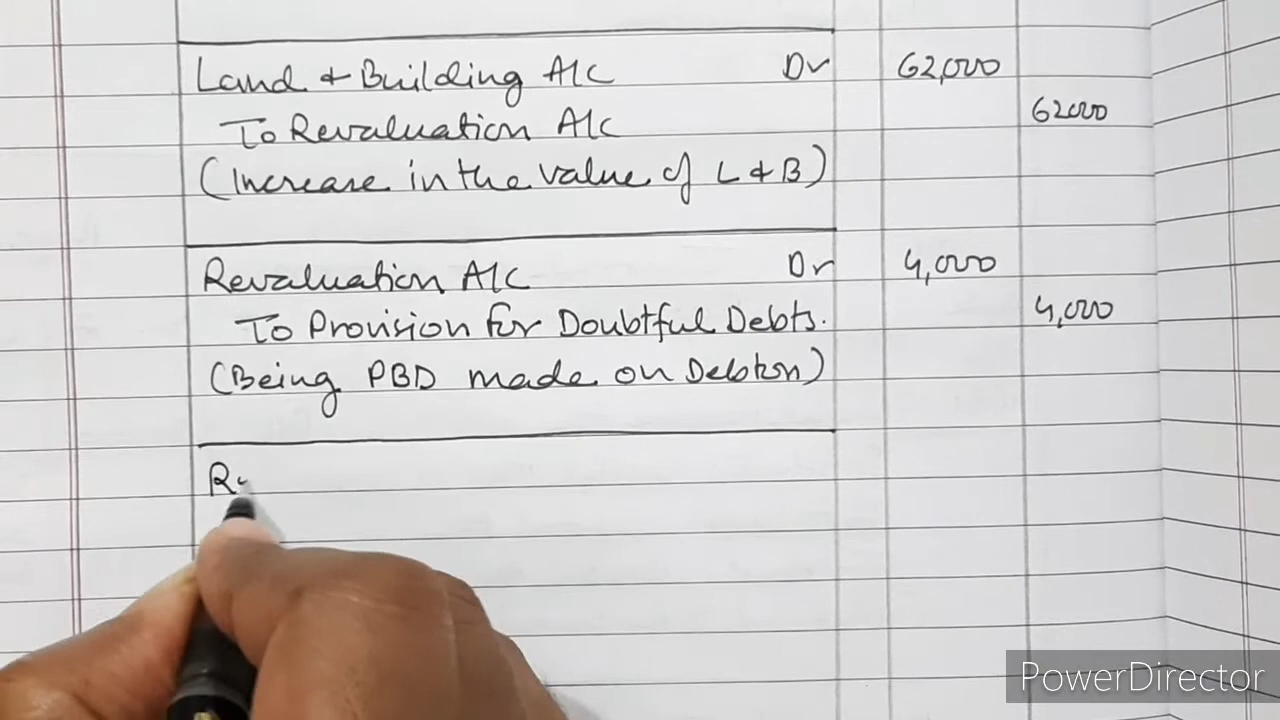 Land & Building A/C Dr 62,000
To Revaluation A/C 62000
(Increase in the value of L & B)
Revaluation A/C Dr 4,000
To Provision for Doubtful Debts. 4,000
(Being PBD made on Debtors)
Re
PowerDirector